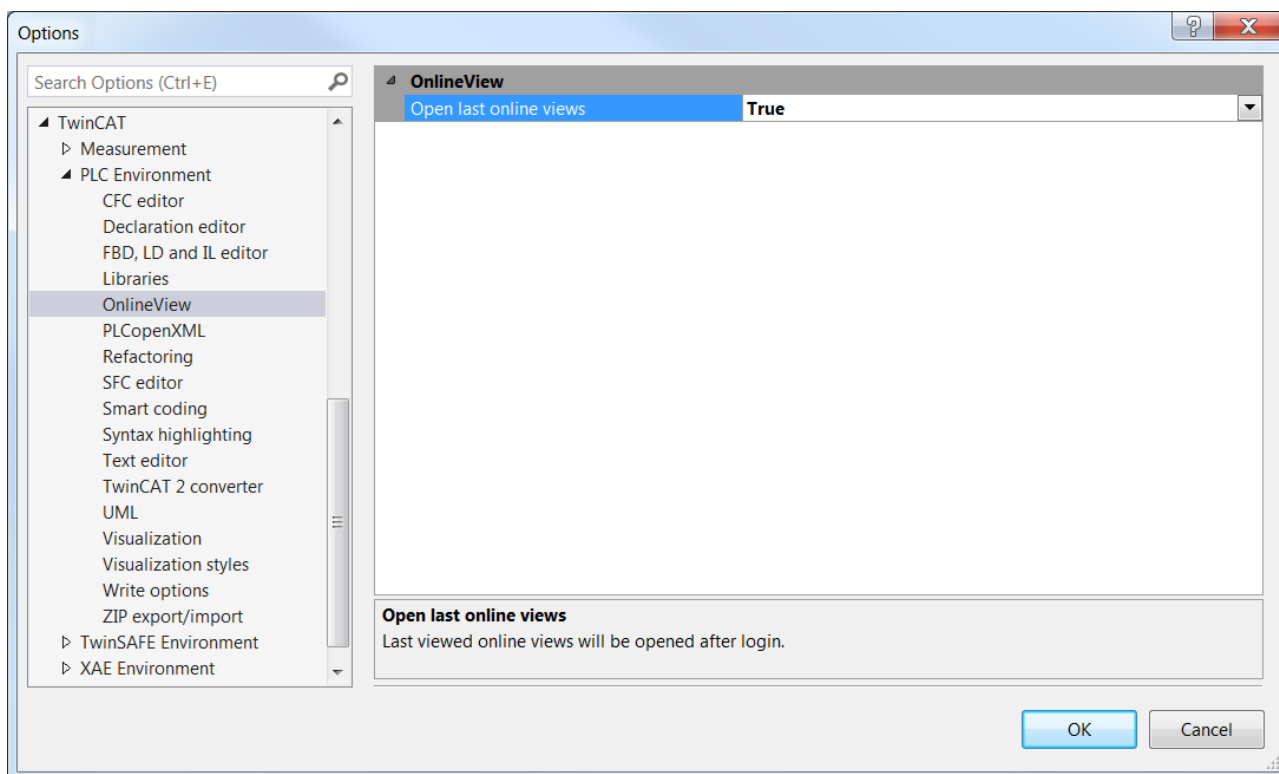 Options
Search Options (Ctrl+E)
TwinCAT
Measurement
PLC Environment
CFC editor
Declaration editor
FBD, LD and IL editor
Libraries
OnlineView
PLCopenXML
Refactoring
SFC editor
Smart coding
Syntax highlighting
Text editor
TwinCAT 2 converter
UML
Visualization
Visualization styles
Write options
ZIP export/import
TwinSAFE Environment
XAE Environment
OnlineView
Open last online views True
Open last online views
Last viewed online views will be opened after login.
OK Cancel